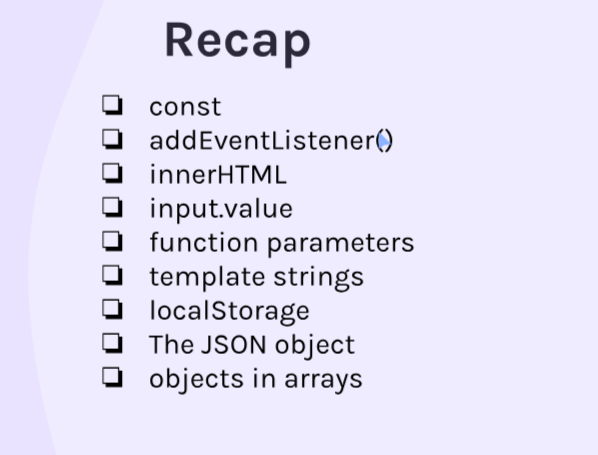 Recap
❏ const
❏ addEventListener()
❏ innerHTML
❏ input.value
❏ function parameters
❏ template strings
❏ localStorage
❏ The JSON object
❏ objects in arrays